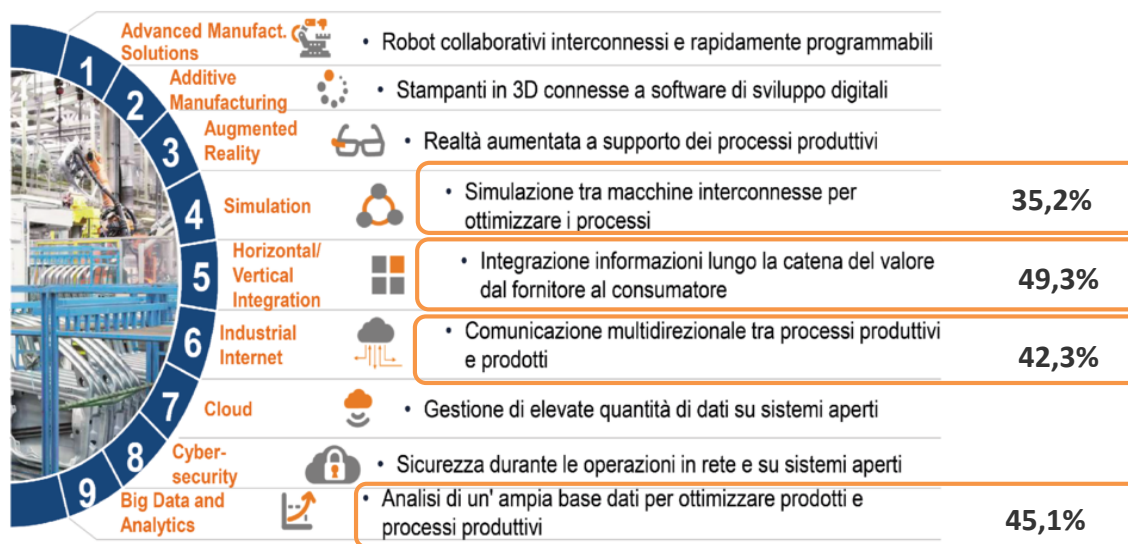 1
Advanced Manufact.
Solutions
• Robot collaborativi interconnessi e rapidamente programmabili
2
Additive
Manufacturing
• Stampanti in 3D connesse a software di sviluppo digitali
3
Augmented
Reality
• Realtà aumentata a supporto dei processi produttivi
4
Simulation
• Simulazione tra macchine interconnesse per
ottimizzare i processi
35,2%
5
Horizontal/
Vertical
Integration
• Integrazione informazioni lungo la catena del valore
dal fornitore al consumatore
49,3%
6
Industrial
Internet
• Comunicazione multidirezionale tra processi produttivi
e prodotti
42,3%
7
Cloud
• Gestione di elevate quantità di dati su sistemi aperti
8
Cyber-
security
• Sicurezza durante le operazioni in rete e su sistemi aperti
9
Big Data and
Analytics
• Analisi di un' ampia base dati per ottimizzare prodotti e
processi produttivi
45,1%